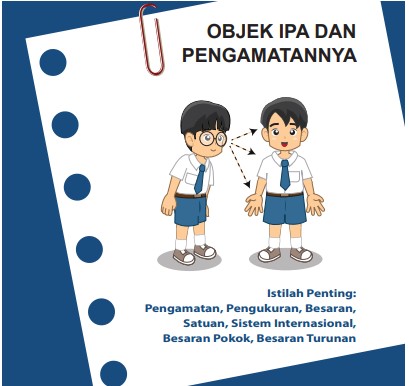 OBJEK IPA DAN
PENGAMATANNYA
Istilah Penting:
Pengamatan, Pengukuran, Besaran,
Satuan, Sistem Internasional,
Besaran Pokok, Besaran Turunan